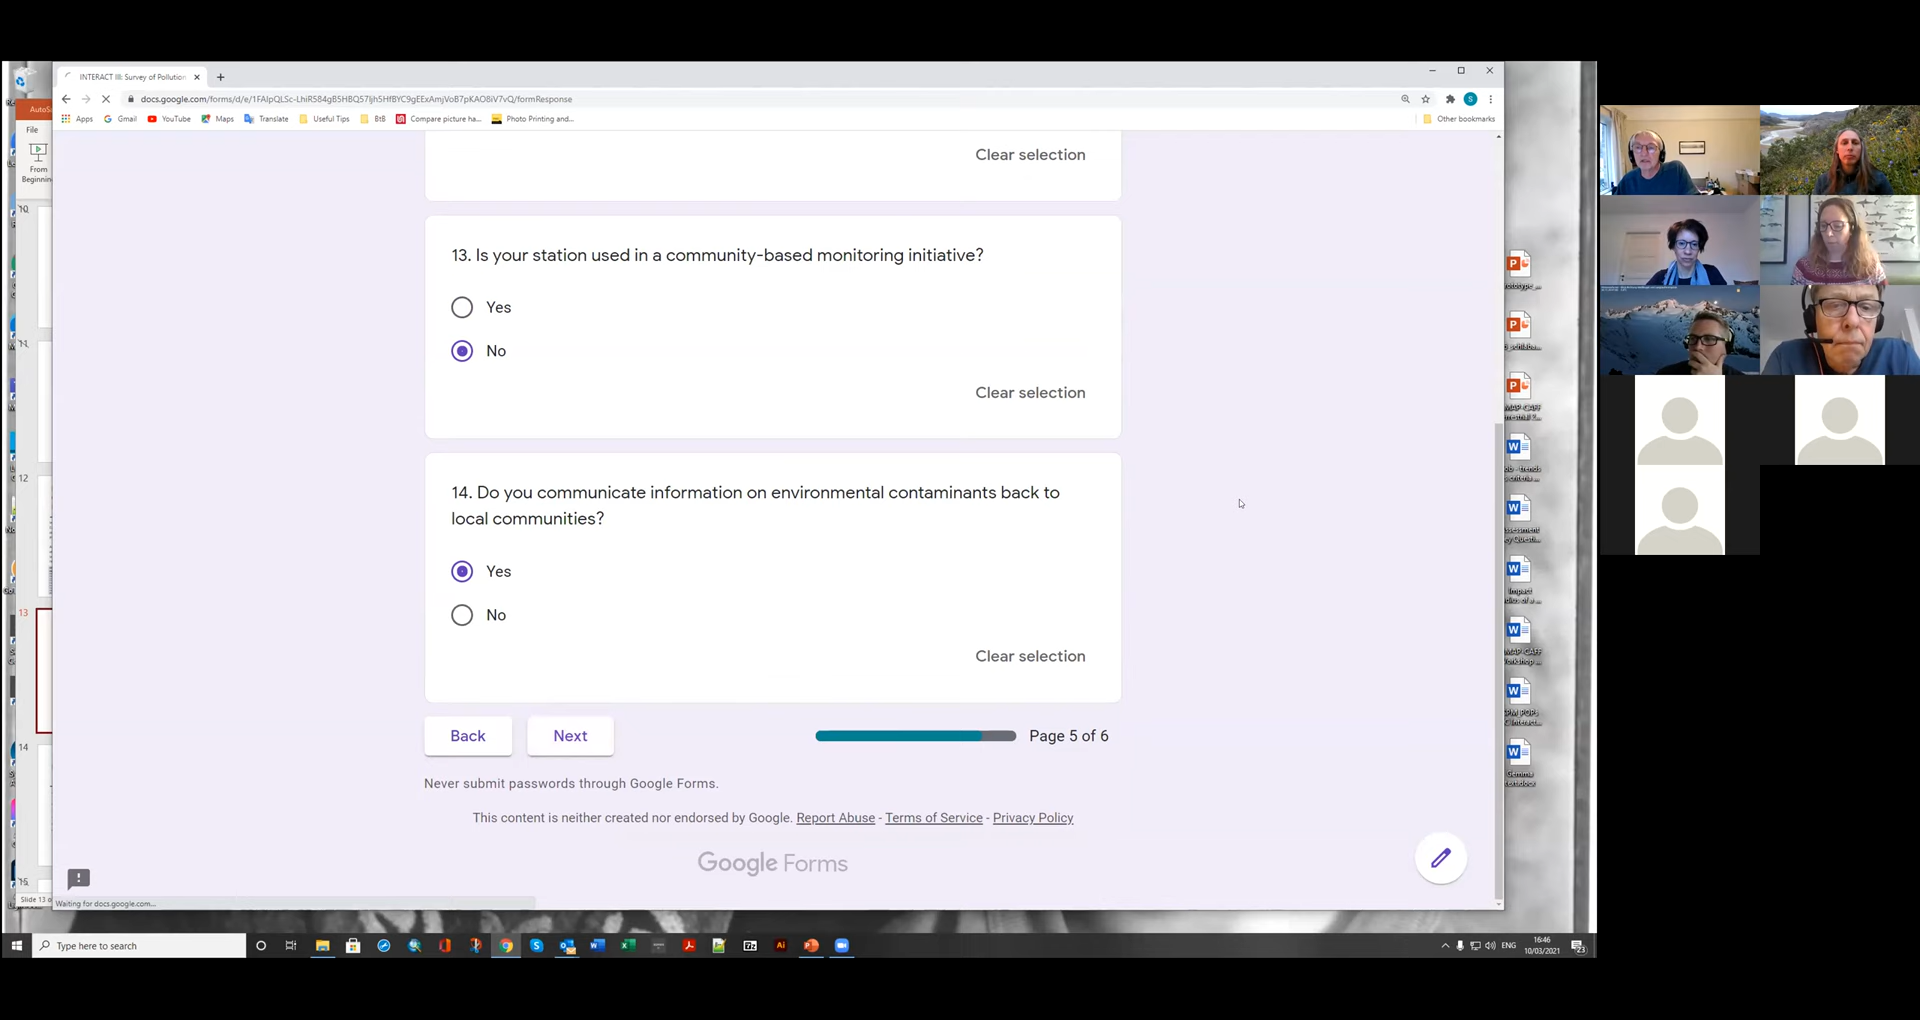 INTERACT III: Survey of Pollution
docs.google.com/forms/d/e/1FAIpQLSc-LhiR584gB5HBQ57Ijh5HfBYC9gEExAmjVoB7pKAO8iV7vQ/formResponse
Apps
Gmail
YouTube
Maps
Translate
Useful Tips
BtB
Compare picture ha...
Photo Printing and...
Other bookmarks
File
From
Beginning
Clear selection
13. Is your station used in a community-based monitoring initiative?
Yes
No
Clear selection
14. Do you communicate information on environmental contaminants back to
local communities?
Yes
No
Clear selection
Back
Next
Page 5 of 6
Never submit passwords through Google Forms.
This content is neither created nor endorsed by Google. Report Abuse - Terms of Service - Privacy Policy
Google Forms
Waiting for docs.google.com...
12
13
14
Slide 13 o
Type here to search
ENG
16:46
10/03/2021